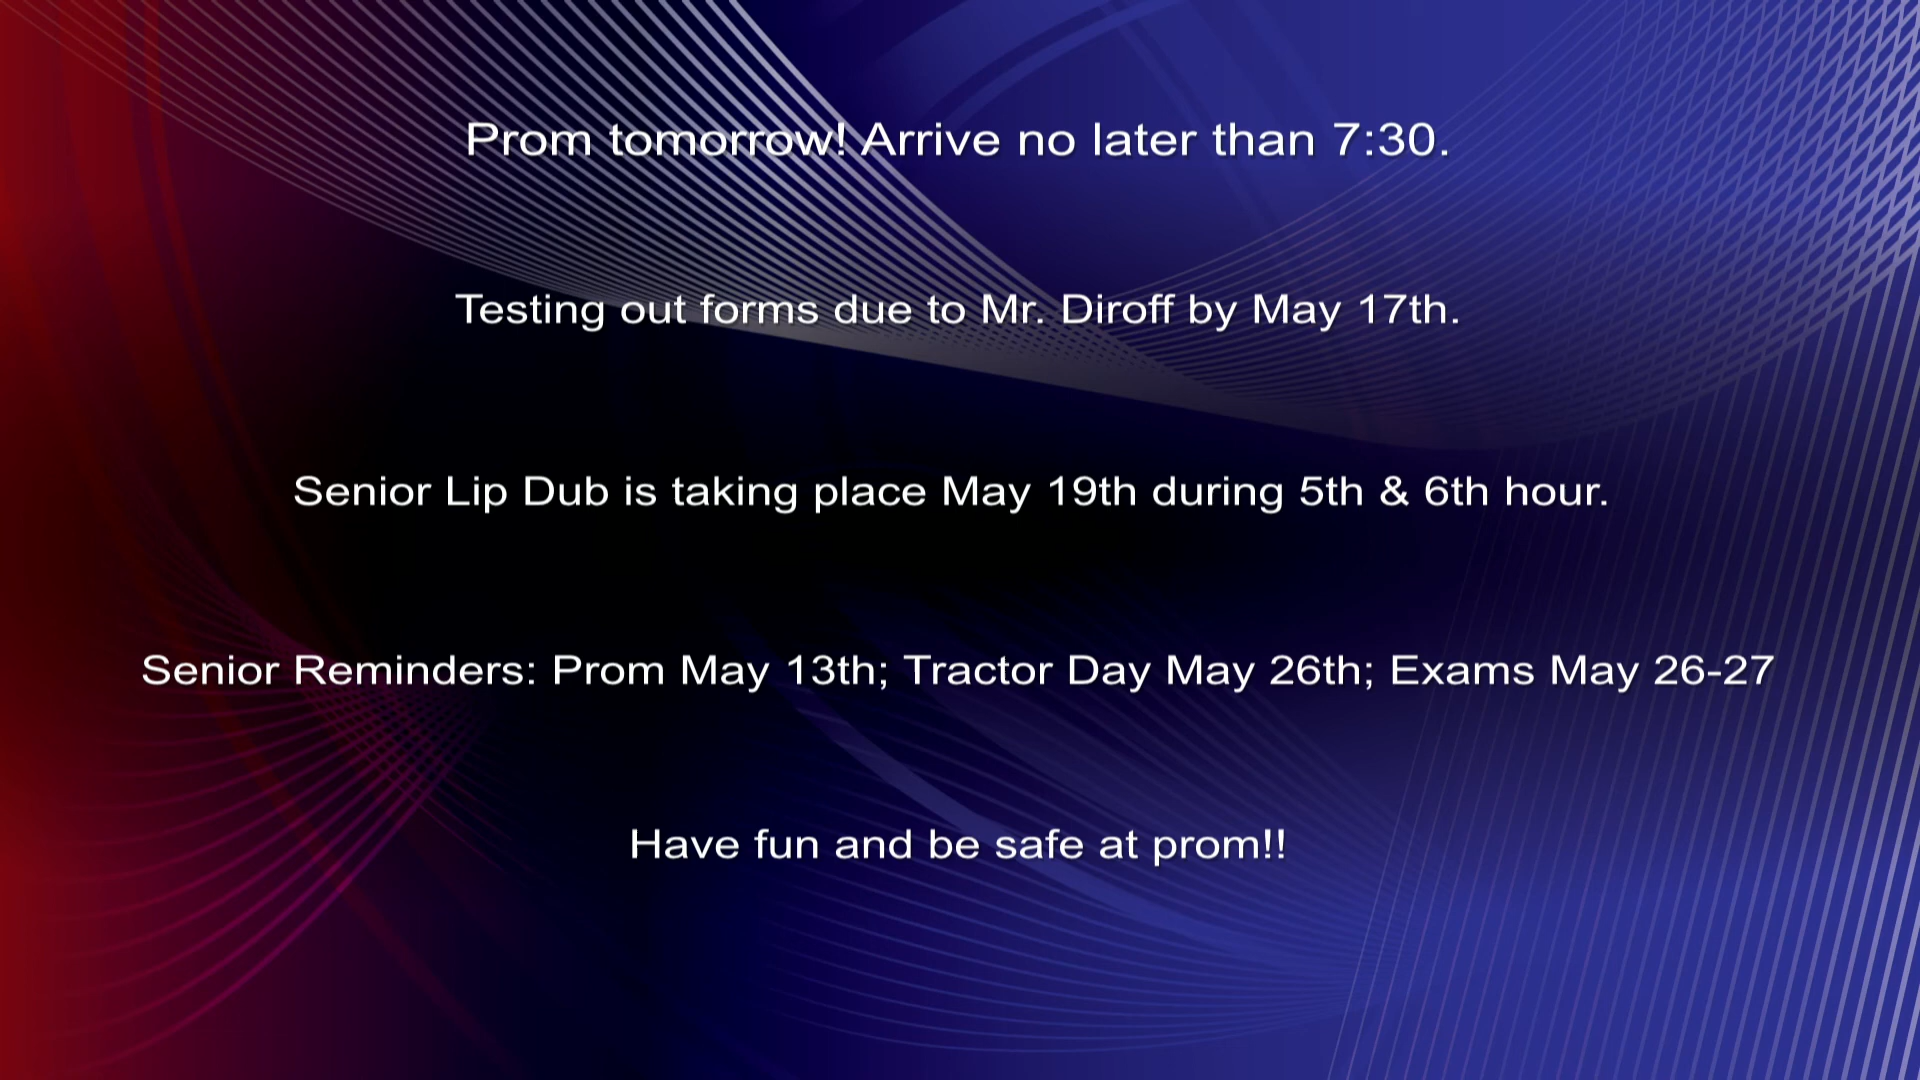 Prom tomorrow! Arrive no later than 7:30.
Testing out forms due to Mr. Diroff by May 17th.
Senior Lip Dub is taking place May 19th during 5th & 6th hour.
Senior Reminders: Prom May 13th; Tractor Day May 26th; Exams May 26-27
Have fun and be safe at prom!!